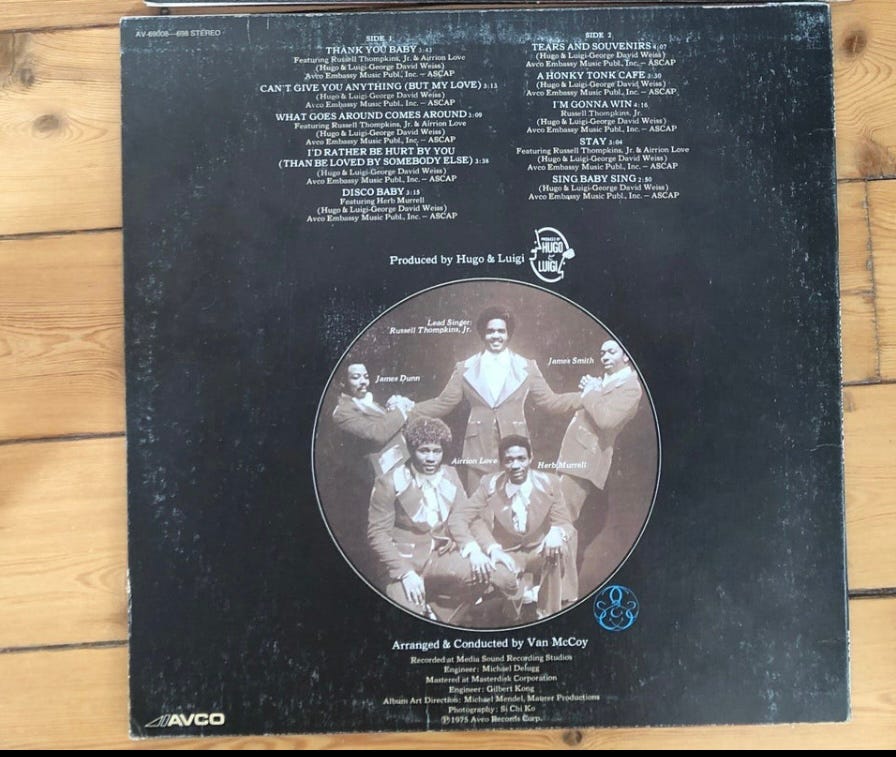 AV-69008—698 STEREO
SIDE 1
THANK YOU BABY 3:43
Featuring Russell Thompkins, Jr. & Airrion Love
(Hugo & Luigi-George David Weiss)
Avco Embassy Music Publ., Inc. – ASCAP
CAN'T GIVE YOU ANYTHING (BUT MY LOVE) 3:13
(Hugo & Luigi-George David Weiss)
Avco Embassy Music Publ., Inc. – ASCAP
WHAT GOES AROUND COMES AROUND 3:09
Featuring Russell Thompkins, Jr. & Airrion Love
(Hugo & Luigi-George David Weiss)
Avco Embassy Music Publ., Inc. – ASCAP
I'D RATHER BE HURT BY YOU
(THAN BE LOVED BY SOMEBODY ELSE) 3:38
(Hugo & Luigi-George David Weiss)
Avco Embassy Music Publ., Inc. – ASCAP
DISCO BABY 3:15
Featuring Herb Murrell
(Hugo & Luigi-George David Weiss)
Avco Embassy Music Publ., Inc. – ASCAP
SIDE 2
TEARS AND SOUVENIRS 4:07
(Hugo & Luigi-George David Weiss)
Avco Embassy Music Publ., Inc. – ASCAP
A HONKY TONK CAFE 3:30
(Hugo & Luigi-George David Weiss)
Avco Embassy Music Publ., Inc. – ASCAP
I'M GONNA WIN 4:16
Russell Thompkins, Jr.
(Hugo & Luigi-George David Weiss)
Avco Embassy Music Publ., Inc. – ASCAP
STAY 3:04
Featuring Russell Thompkins, Jr. & Airrion Love
(Hugo & Luigi-George David Weiss)
Avco Embassy Music Publ., Inc. – ASCAP
SING BABY SING 2:50
(Hugo & Luigi-George David Weiss)
Avco Embassy Music Publ., Inc. – ASCAP
Produced by Hugo & Luigi
PRODUCED BY
HUGO
&
LUIGI
Lead Singer:
Russell Thompkins, Jr.
James Smith
James Dunn
Airrion Love
Herb Murrell
Arranged & Conducted by Van McCoy
Recorded at Media Sound Recording Studios
Engineer: Michael Delugg
Mastered at Masterdisk Corporation
Engineer: Gilbert Kong
Album Art Direction: Michael Mendel, Maurer Productions
Photography: Si Chi Ko
℗1975 Avco Records Corp.
AVCO